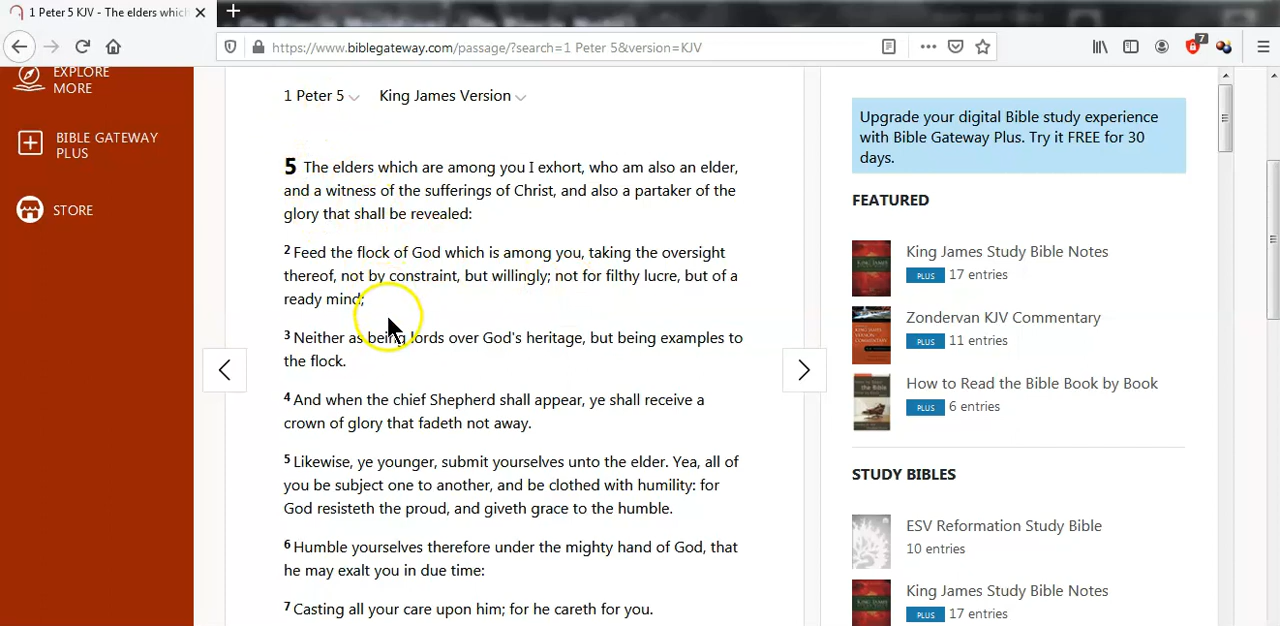 1 Peter 5 KJV - The elders whic
https://www.biblegateway.com/passage/?search=1 Peter 5&version=KJV
7
EXPLORE
MORE
BIBLE GATEWAY
PLUS
STORE
1 Peter 5 King James Version
5 The elders which are among you I exhort, who am also an elder,
and a witness of the sufferings of Christ, and also a partaker of the
glory that shall be revealed:
2 Feed the flock of God which is among you, taking the oversight
thereof, not by constraint, but willingly; not for filthy lucre, but of a
ready mind;
3 Neither as being lords over God's heritage, but being examples to
the flock.
4 And when the chief Shepherd shall appear, ye shall receive a
crown of glory that fadeth not away.
5 Likewise, ye younger, submit yourselves unto the elder. Yea, all of
you be subject one to another, and be clothed with humility: for
God resisteth the proud, and giveth grace to the humble.
6 Humble yourselves therefore under the mighty hand of God, that
he may exalt you in due time:
7 Casting all your care upon him; for he careth for you.
Upgrade your digital Bible study experience
with Bible Gateway Plus. Try it FREE for 30
days.
FEATURED
King James Study Bible Notes
PLUS 17 entries
Zondervan KJV Commentary
PLUS 11 entries
How to Read the Bible Book by Book
PLUS 6 entries
STUDY BIBLES
ESV Reformation Study Bible
10 entries
King James Study Bible Notes
PLUS 17 entries